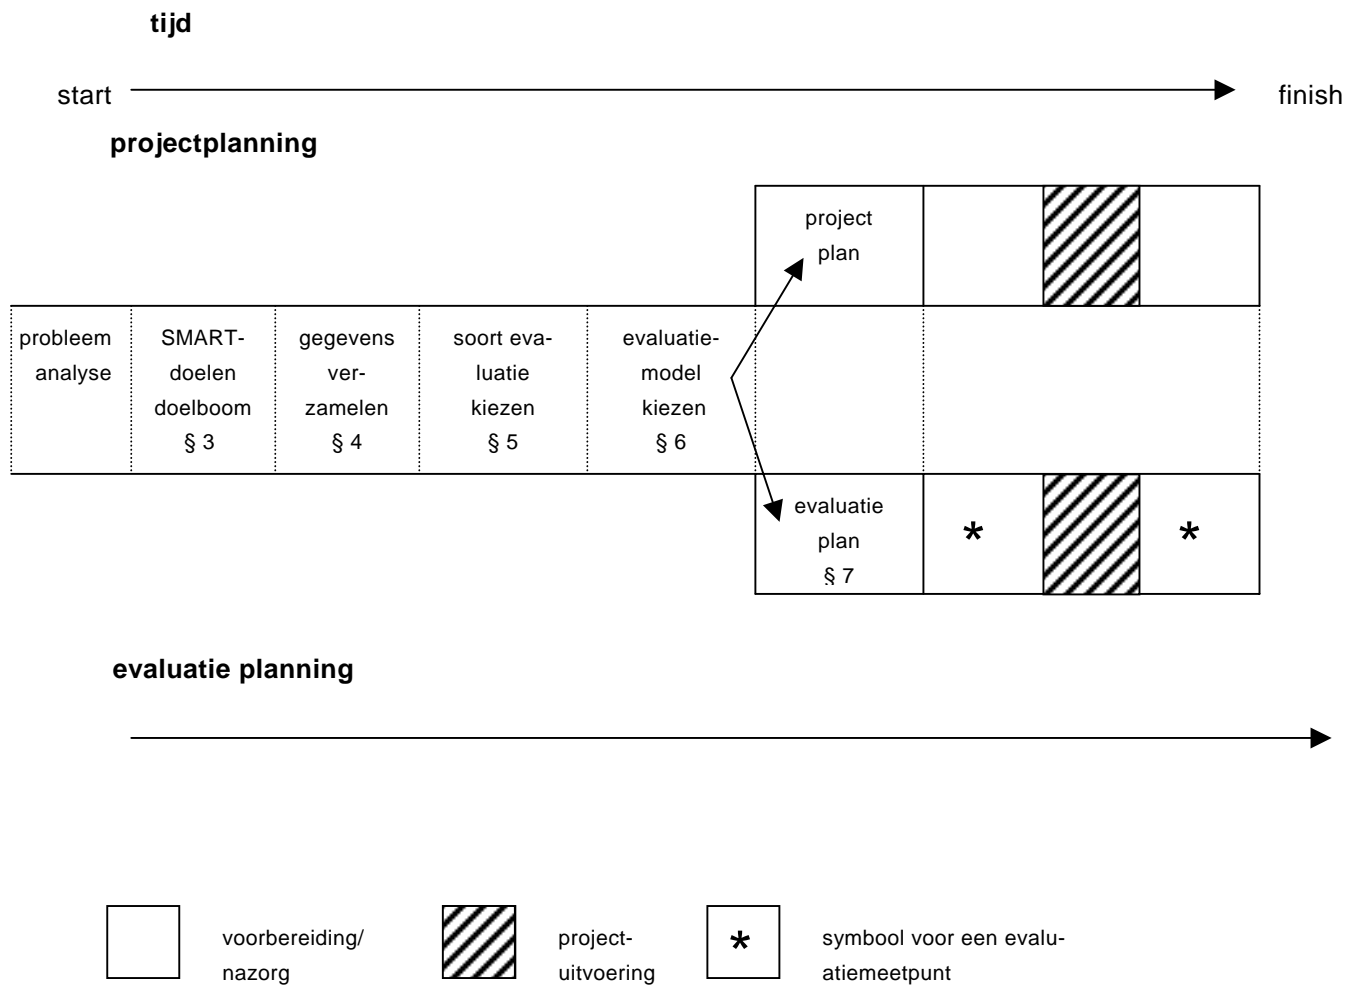 tijd
start
finish
projectplanning
project
plan
probleem
analyse
SMART-
doelen
doelboom
§ 3
gegevens
ver-
zamelen
§ 4
soort eva-
luatie
kiezen
§ 5
evaluatie-
model
kiezen
§ 6
evaluatie
plan
§ 7
*
*
evaluatie planning
voorbereiding/
nazorg
project-
uitvoering
*
symbool voor een evalu-
atiemeetpunt